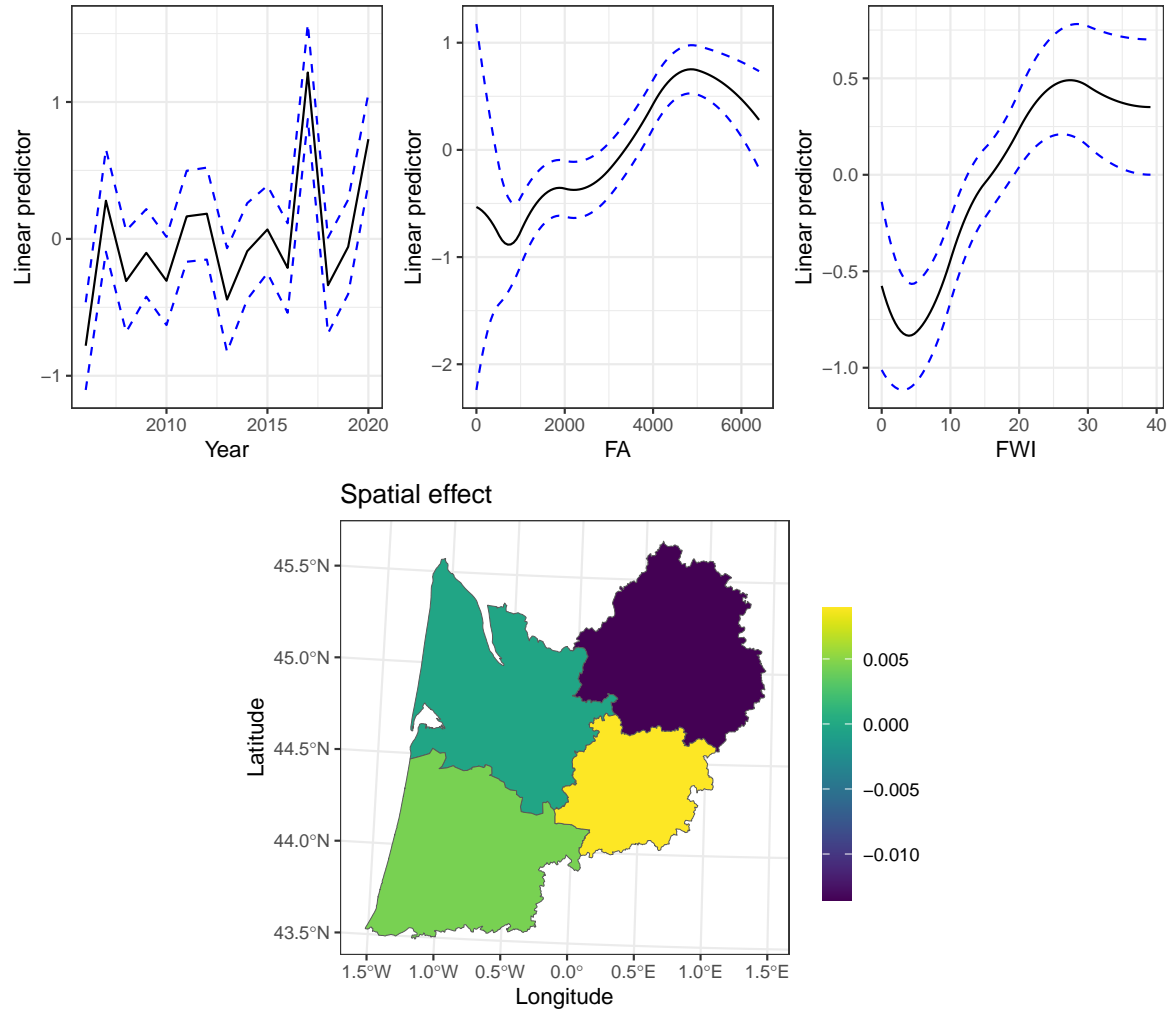 Linear predictor
1
0
−1
2010
2015
2020
Year
Linear predictor
1
0
−1
−2
0
2000
4000
6000
FA
Linear predictor
0.5
0.0
−0.5
−1.0
0
10
20
30
40
FWI
Spatial effect
Latitude
45.5°N
45.0°N
44.5°N
44.0°N
43.5°N
1.5°W
1.0°W
0.5°W
0.0°
0.5°E
1.0°E
1.5°E
Longitude
0.005
0.000
−0.005
−0.010